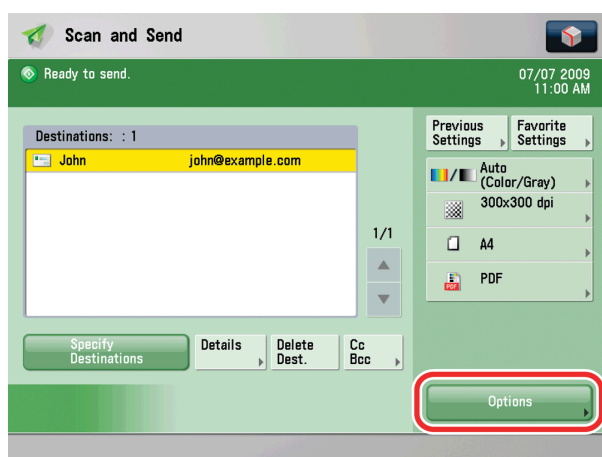 Scan and Send
Ready to send.
07/07 2009
11:00 AM
Destinations: : 1
John john@example.com
1/1
Previous
Settings
Favorite
Settings
Auto
(Color/Gray)
300x300 dpi
A4
PDF
PDF
Specify
Destinations
Details
Delete
Dest.
Cc
Bcc
Options